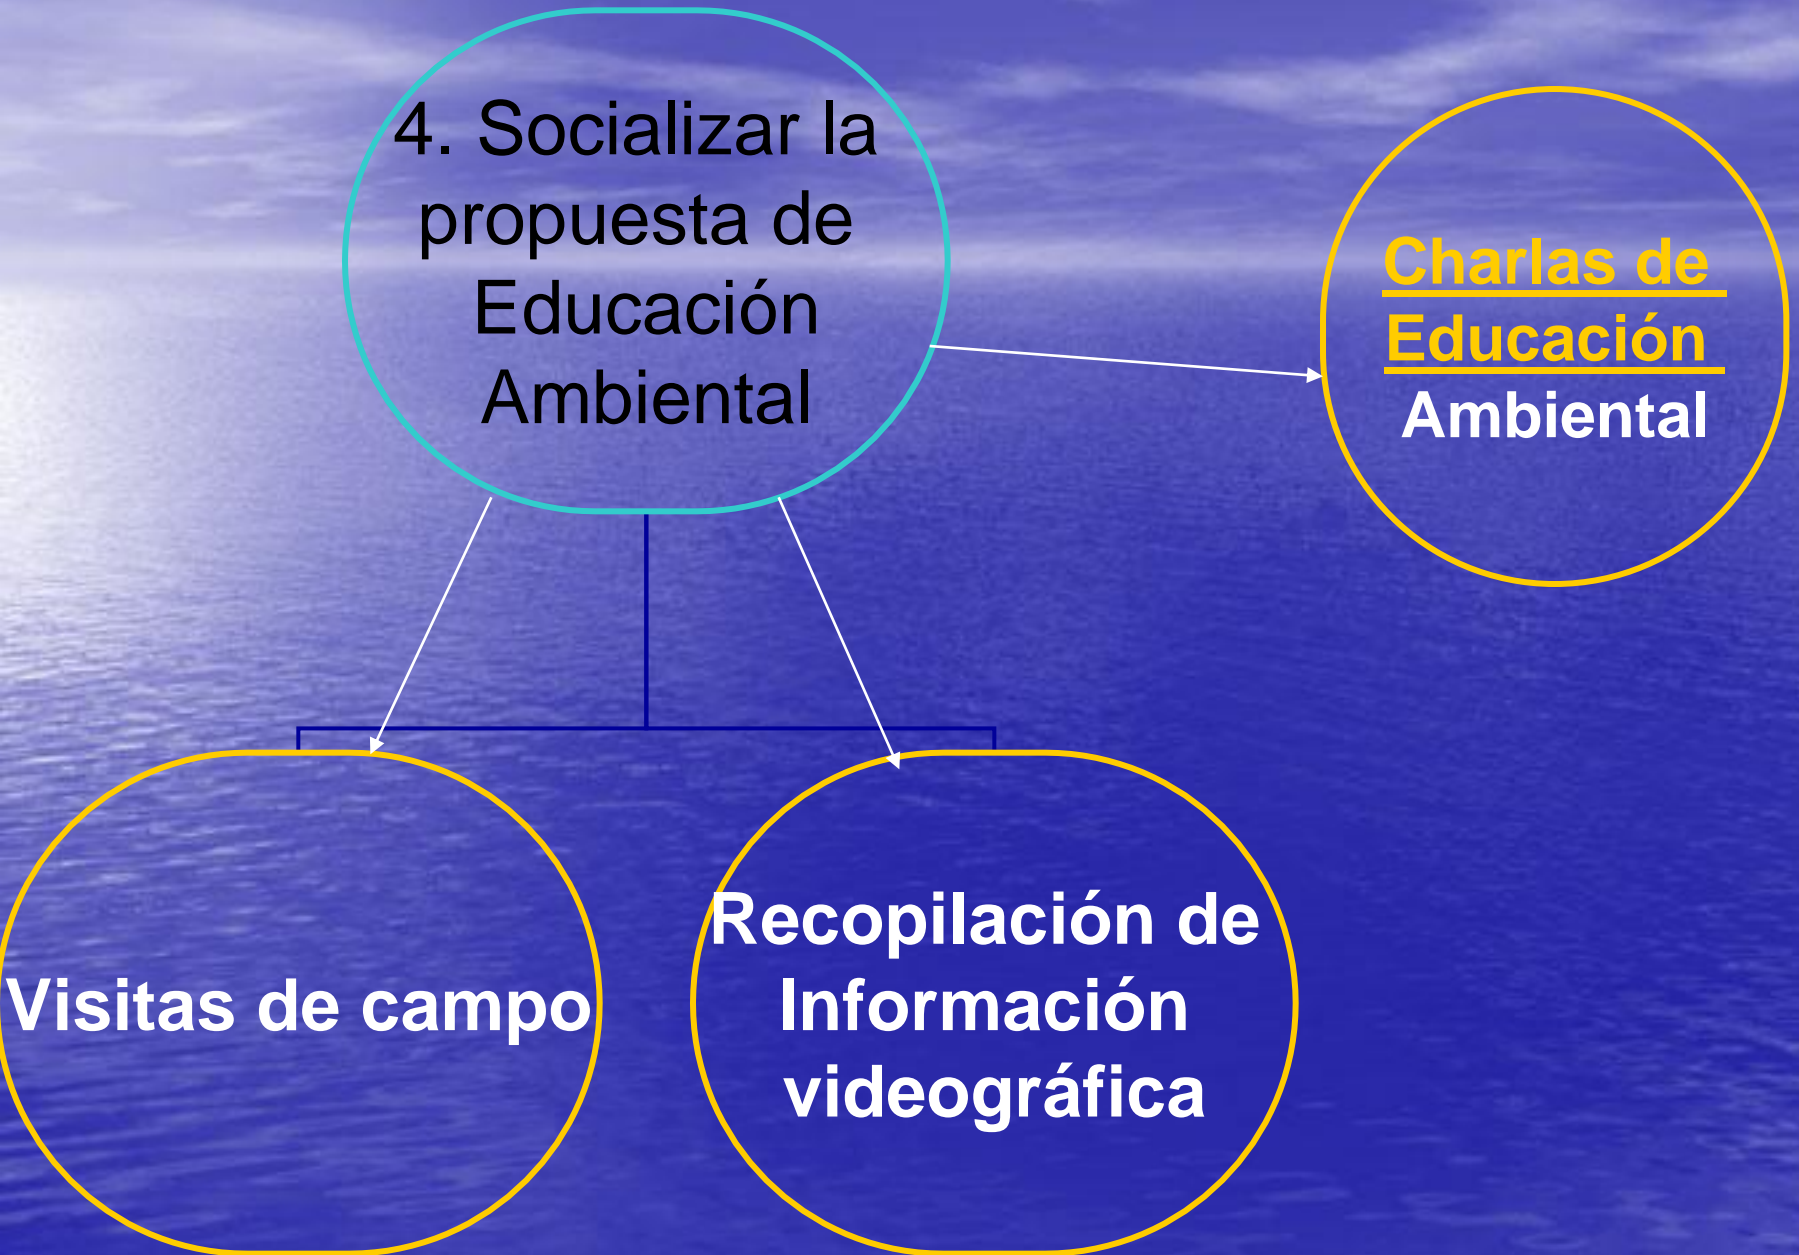 4. Socializar la
propuesta de
Educación
Ambiental
Charlas de
Educación
Ambiental
Visitas de campo
Recopilación de
Información
videográfica